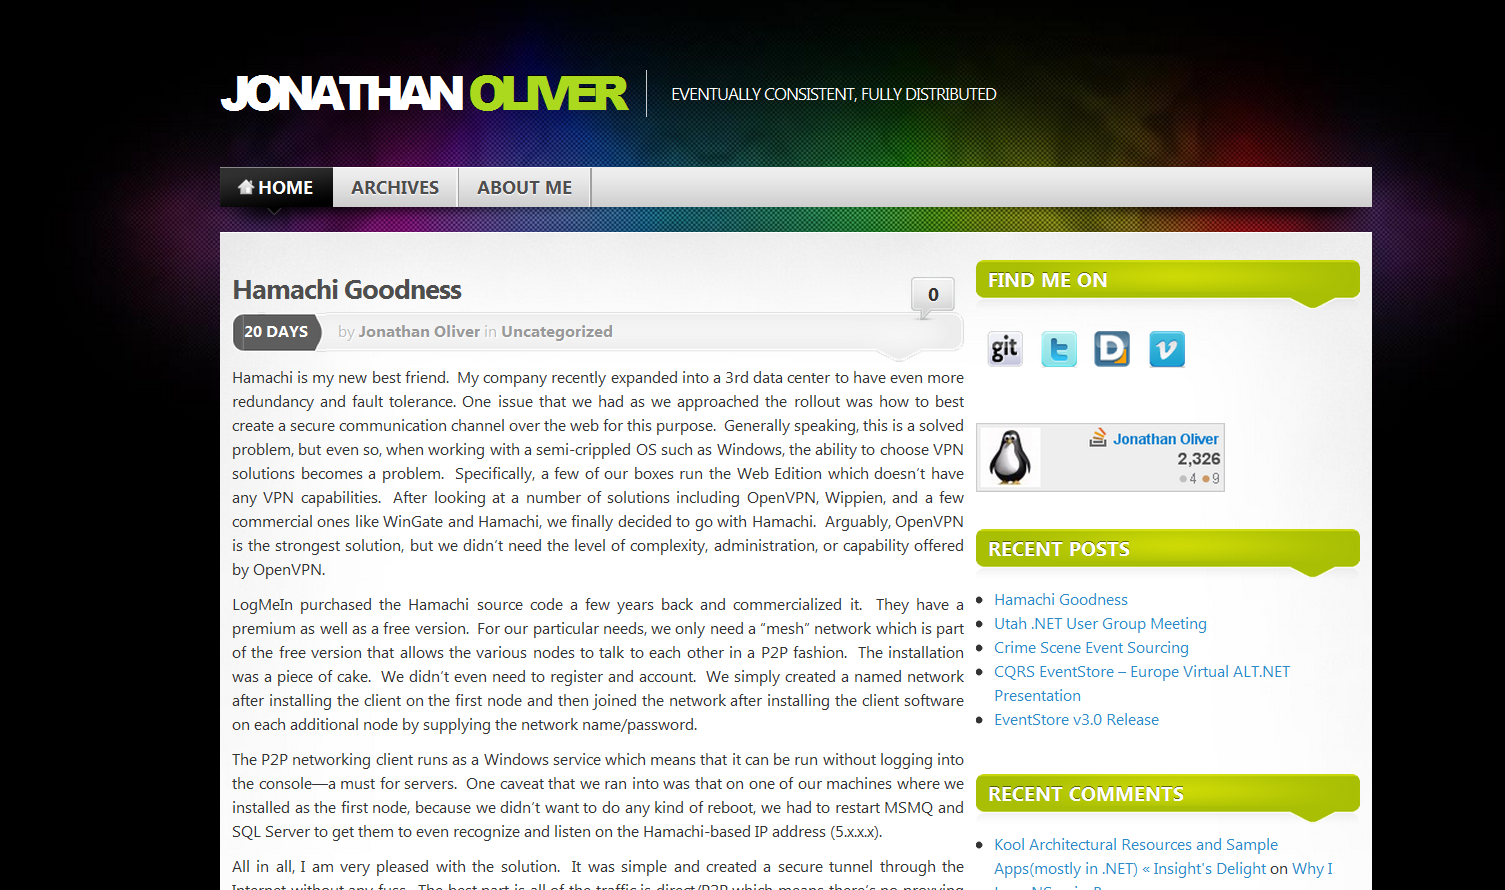 JONATHAN OLIVER
EVENTUALLY CONSISTENT, FULLY DISTRIBUTED
HOME
ARCHIVES
ABOUT ME
Hamachi Goodness
0
20 DAYS
by Jonathan Oliver in Uncategorized
Hamachi is my new best friend.  My company recently expanded into a 3rd data center to have even more
redundancy and fault tolerance. One issue that we had as we approached the rollout was how to best
create a secure communication channel over the web for this purpose.  Generally speaking, this is a solved
problem, but even so, when working with a semi-crippled OS such as Windows, the ability to choose VPN
solutions becomes a problem.  Specifically, a few of our boxes run the Web Edition which doesn't have
any VPN capabilities.  After looking at a number of solutions including OpenVPN, Wippien, and a few
commercial ones like WinGate and Hamachi, we finally decided to go with Hamachi.  Arguably, OpenVPN
is the strongest solution, but we didn't need the level of complexity, administration, or capability offered
by OpenVPN.
LogMeIn purchased the Hamachi source code a few years back and commercialized it.  They have a
premium as well as a free version.  For our particular needs, we only need a “mesh” network which is part
of the free version that allows the various nodes to talk to each other in a P2P fashion.  The installation
was a piece of cake.  We didn't even need to register and account.  We simply created a named network
after installing the client on the first node and then joined the network after installing the client software
on each additional node by supplying the network name/password.
The P2P networking client runs as a Windows service which means that it can be run without logging into
the console—a must for servers.  One caveat that we ran into was that on one of our machines where we
installed as the first node, because we didn't want to do any kind of reboot, we had to restart MSMQ and
SQL Server to get them to even recognize and listen on the Hamachi-based IP address (5.x.x.x).
All in all, I am very pleased with the solution.  It was simple and created a secure tunnel through the
Internet without any fuss.  The best part is all of the traffic is direct/P2P which means there's no proxying
FIND ME ON
git
t
D
v
Jonathan Oliver
2,326
4 9
RECENT POSTS
Hamachi Goodness
Utah .NET User Group Meeting
Crime Scene Event Sourcing
CQRS EventStore – Europe Virtual ALT.NET
Presentation
EventStore v3.0 Release
RECENT COMMENTS
Kool Architectural Resources and Sample
Apps(mostly in .NET) « Insight's Delight on Why I